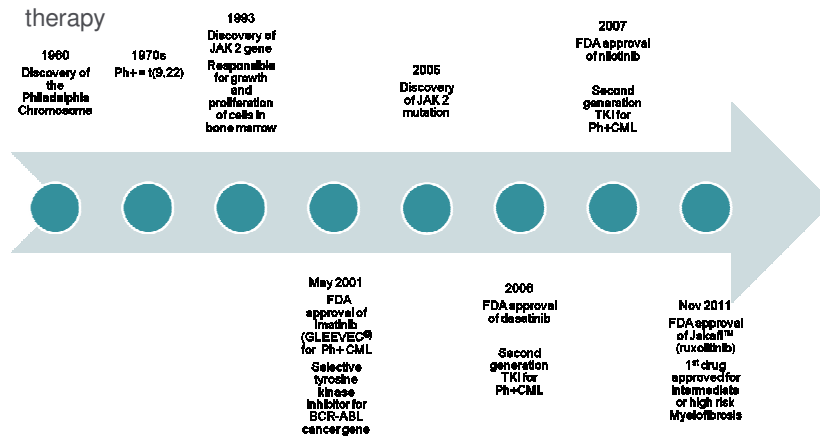 therapy
1960
Discovery of
the
Philadelphia
Chromosome
1970s
Ph+ = t(9,22)
1993
Discovery of
JAK 2 gene
Responsible
for growth
and
proliferation
of cells in
bone marrow
May 2001
FDA
approval of
Imatinib
(GLEEVEC®)
for Ph+ CML
Selective
tyrosine
kinase
inhibitor for
BCR-ABL
cancer gene
2005
Discovery
of JAK 2
mutation
2006
FDA approval
of dasatinib
Second
generation
TKI for
Ph+CML
2007
FDA approval
of nilotinib
Second
generation
TKI for
Ph+CML
Nov 2011
FDA approval
of Jakafi™
(ruxolitinib)
1st drug
approved for
intermediate
or high risk
Myelofibrosis